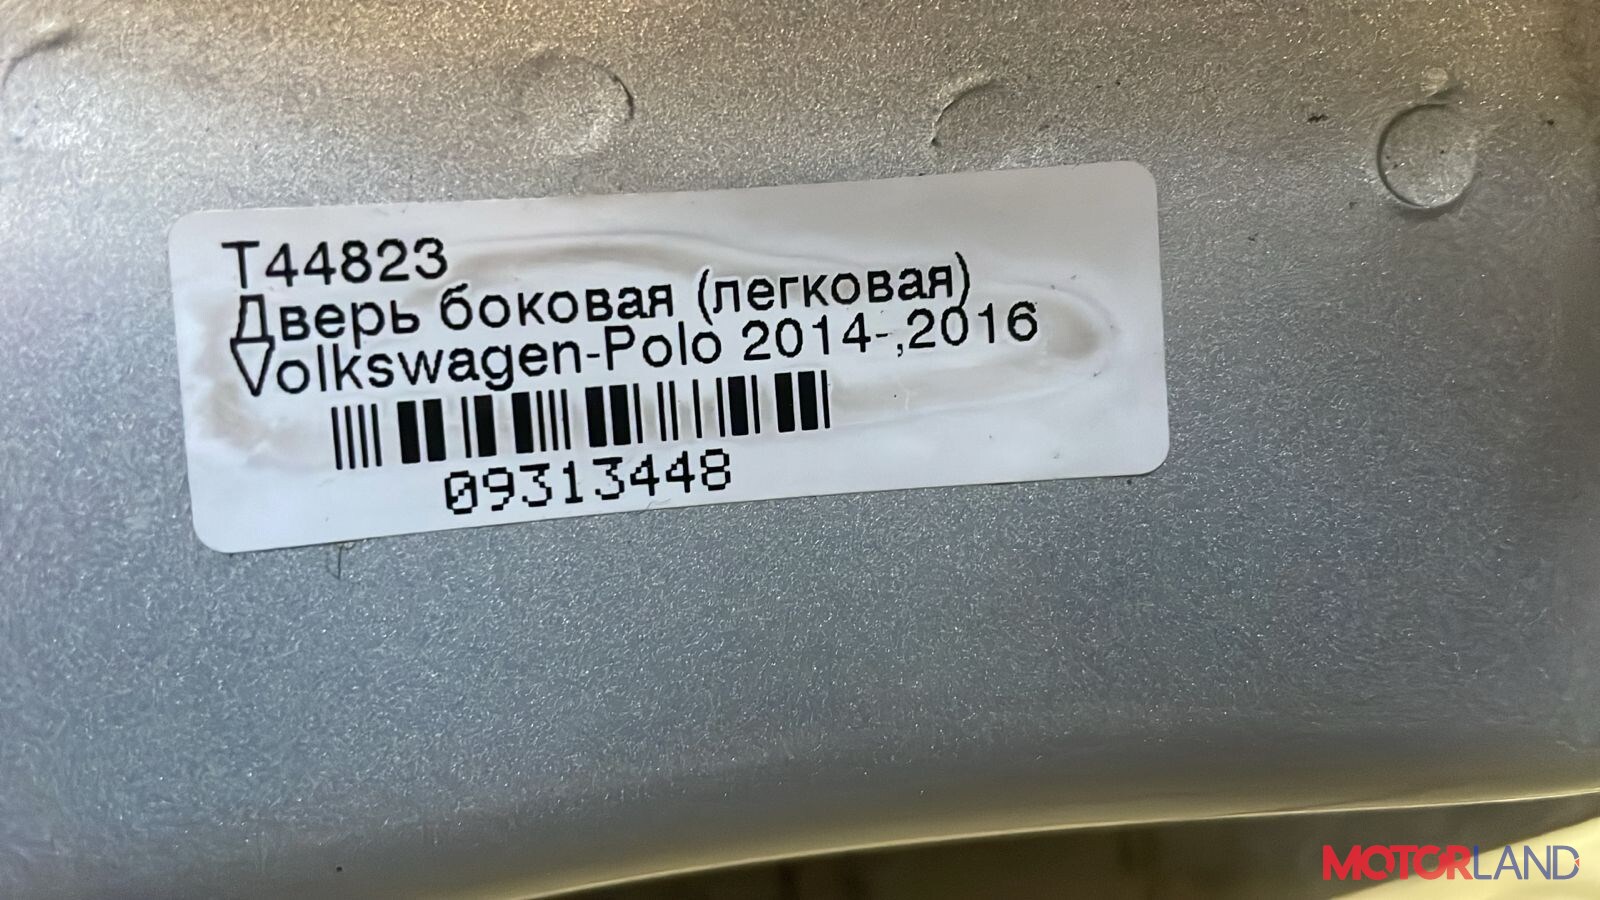 T44823
Дверь боковая (легковая)
Volkswagen-Polo 2014-,2016
09313448
MOTORLAND